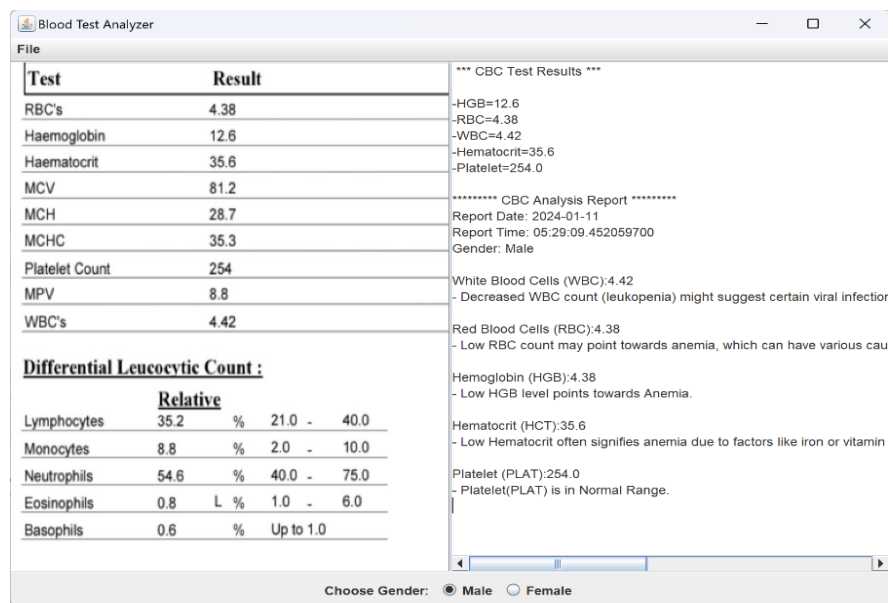 Blood Test Analyzer
File
Test Result
RBC's 4.38
Haemoglobin 12.6
Haematocrit 35.6
MCV 81.2
MCH 28.7
MCHC 35.3
Platelet Count 254
MPV 8.8
WBC's 4.42
Differential Leucocytic Count :
Relative
Lymphocytes 35.2 % 21.0 - 40.0
Monocytes 8.8 % 2.0 - 10.0
Neutrophils 54.6 % 40.0 - 75.0
Eosinophils 0.8 L % 1.0 - 6.0
Basophils 0.6 % Up to 1.0
*** CBC Test Results ***
-HGB=12.6
-RBC=4.38
-WBC=4.42
-Hematocrit=35.6
-Platelet=254.0
********* CBC Analysis Report *********
Report Date: 2024-01-11
Report Time: 05:29:09.452059700
Gender: Male
White Blood Cells (WBC):4.42
- Decreased WBC count (leukopenia) might suggest certain viral infection
Red Blood Cells (RBC):4.38
- Low RBC count may point towards anemia, which can have various cau
Hemoglobin (HGB):4.38
- Low HGB level points towards Anemia.
Hematocrit (HCT):35.6
- Low Hematocrit often signifies anemia due to factors like iron or vitamin
Platelet (PLAT):254.0
- Platelet(PLAT) is in Normal Range.
Choose Gender: Male Female